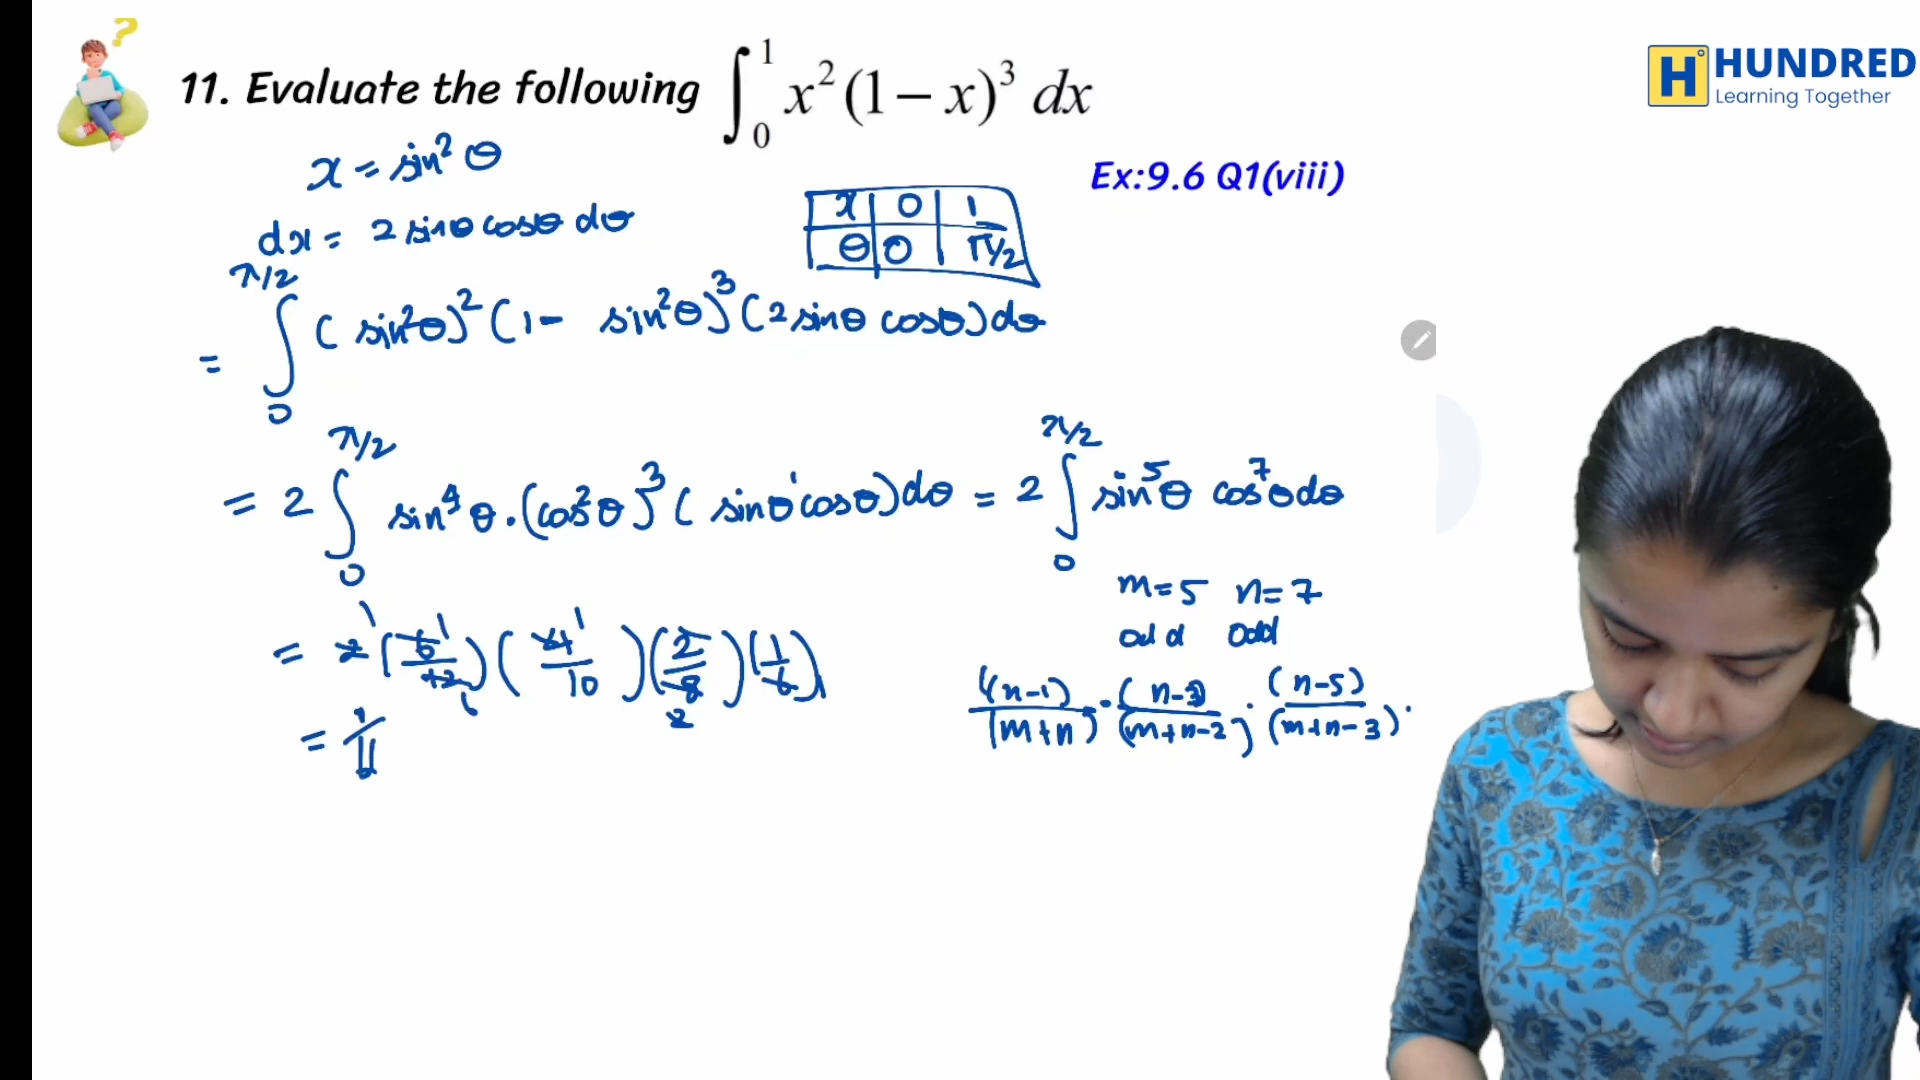 ?
11. Evaluate the following ∫₀¹ x²(1 − x)³ dx
HUNDRED
Learning Together
x = sin² θ
Ex:9.6 Q1(viii)
dx = 2 sinθ cosθ dθ
x | 0 | 1
θ | 0 | π/2
= ∫₀^(π/2) (sin²θ)² (1 − sin²θ)³ (2 sinθ cosθ) dθ
= 2 ∫₀^(π/2) sin⁴ θ . (cos²θ)³ (sinθ' cosθ) dθ = 2 ∫₀^(π/2) sin⁵θ cos⁷θ dθ
m = 5 n = 7
odd odd
= 2 (6/12) (4/10) (2/8) (1/6)
(n−1)/(m+n) . (n−3)/(m+n−2) . (n−5)/(m+n−3) .